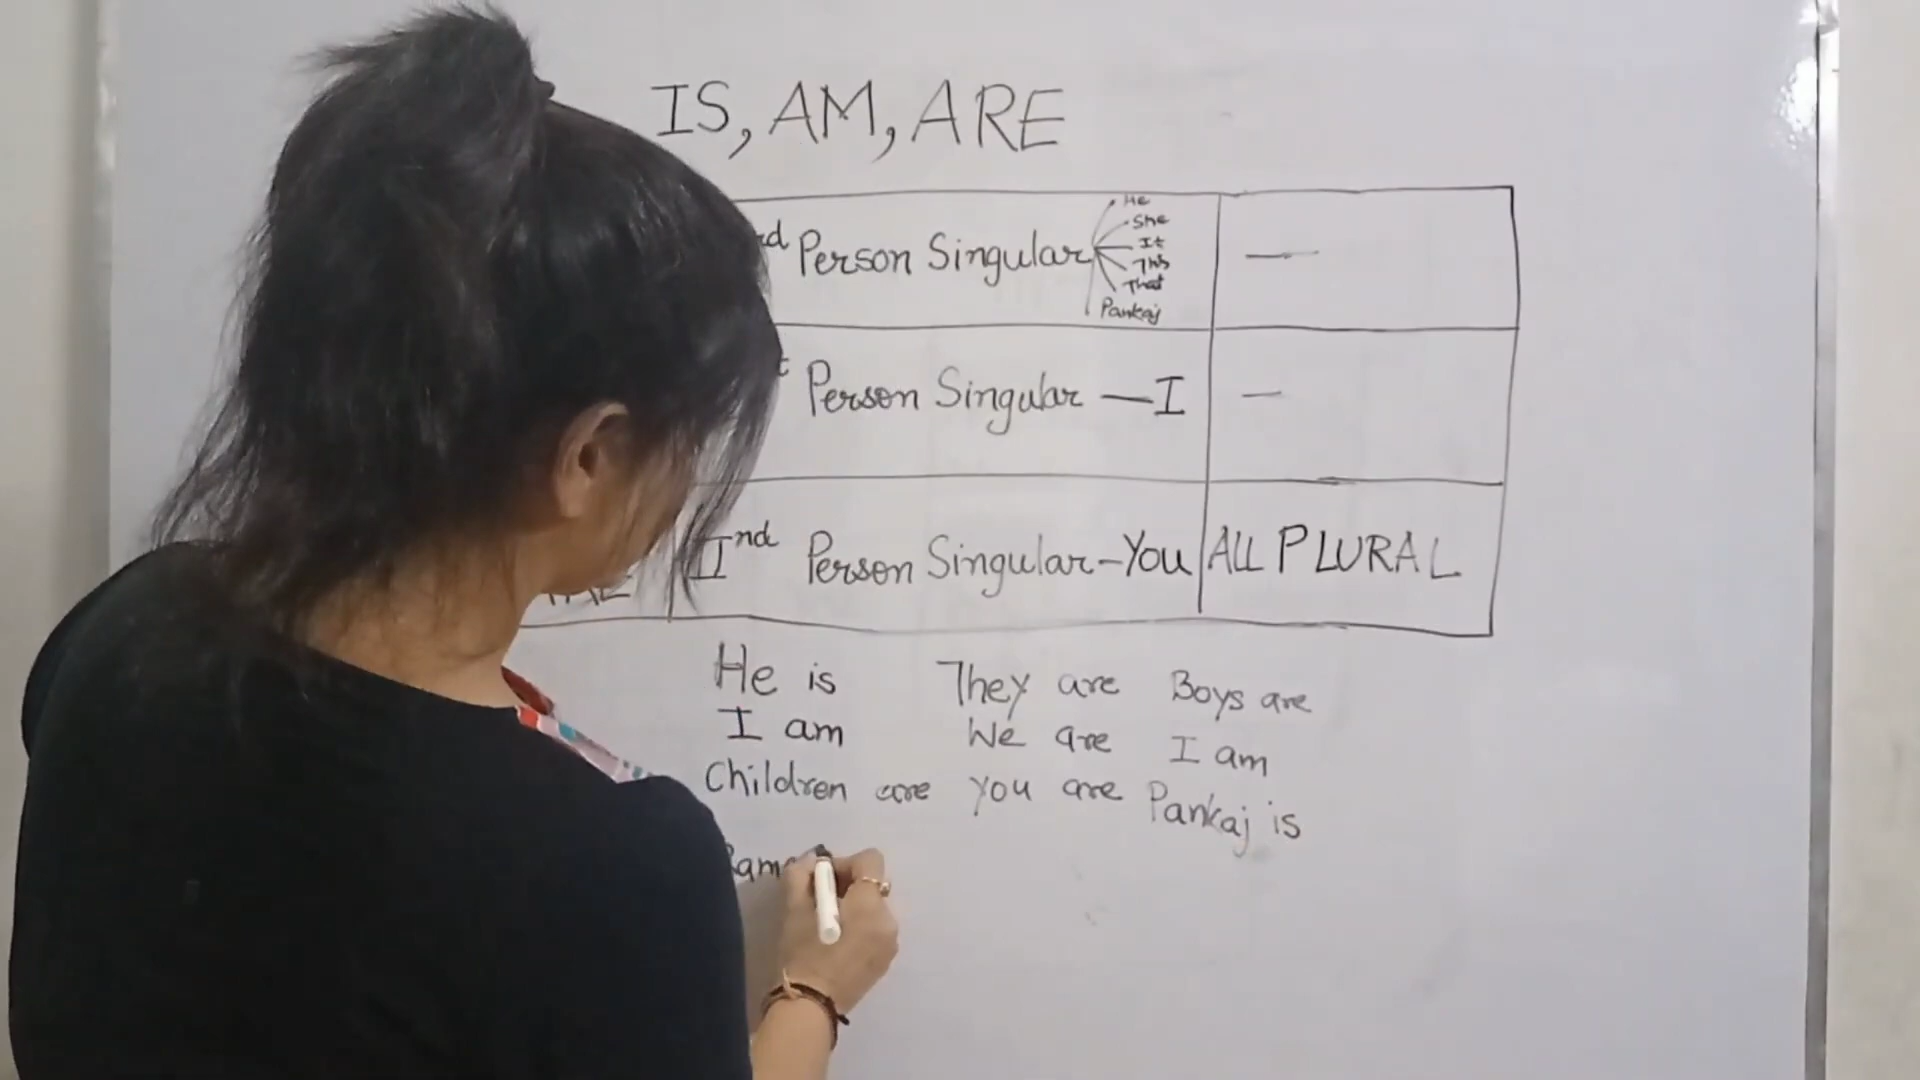 IS, AM, ARE
rd Person Singular
He
She
It
This
That
Pankaj
—
Person Singular — I
—
IInd Person Singular-You
ALL PLURAL
He is They are Boys are
I am We are I am
Children are You are Pankaj is
Ram